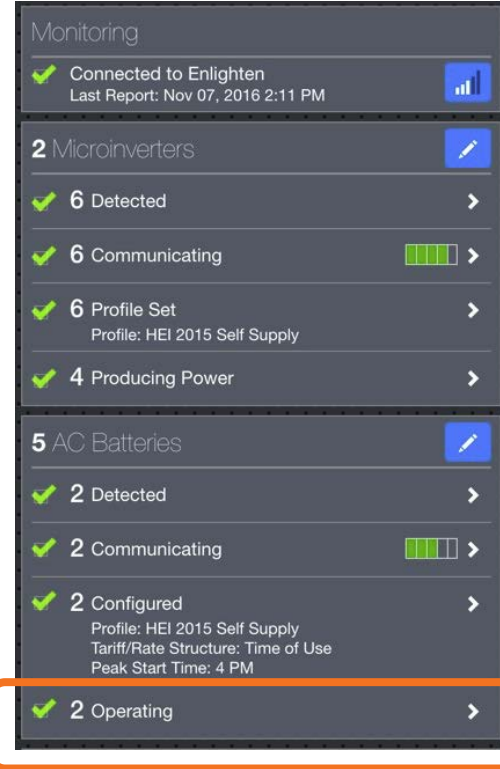 Monitoring
Connected to Enlighten
Last Report: Nov 07, 2016 2:11 PM
2 Microinverters
6 Detected
6 Communicating
6 Profile Set
Profile: HEI 2015 Self Supply
4 Producing Power
5 AC Batteries
2 Detected
2 Communicating
2 Configured
Profile: HEI 2015 Self Supply
Tariff/Rate Structure: Time of Use
Peak Start Time: 4 PM
2 Operating